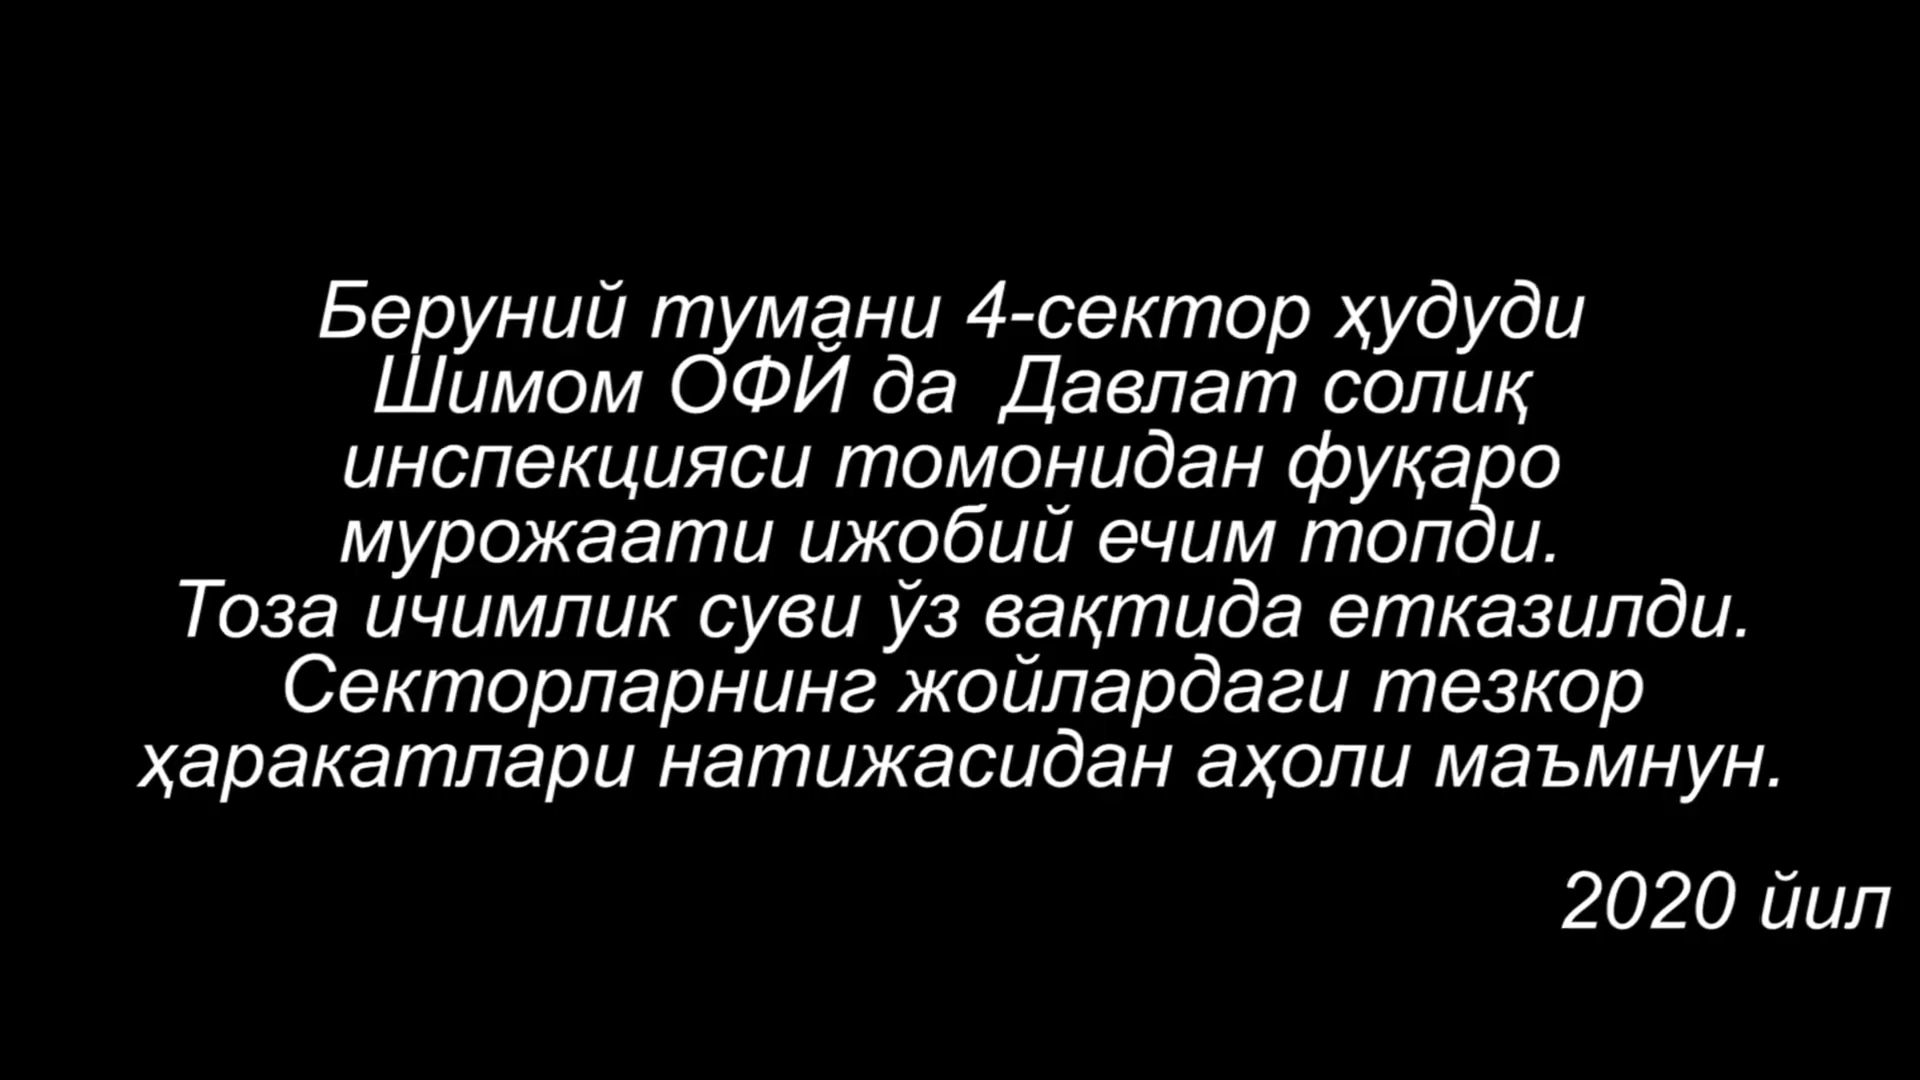 Беруний тумани 4-сектор ҳудуди
Шимом ОФЙ да Давлат солиқ
инспекцияси томонидан фуқаро
мурожаати ижобий ечим топди.
Тоза ичимлик суви ўз вақтида етказилди.
Секторларнинг жойлардаги тезкор
ҳаракатлари натижасидан аҳоли маъмнун.
2020 йил